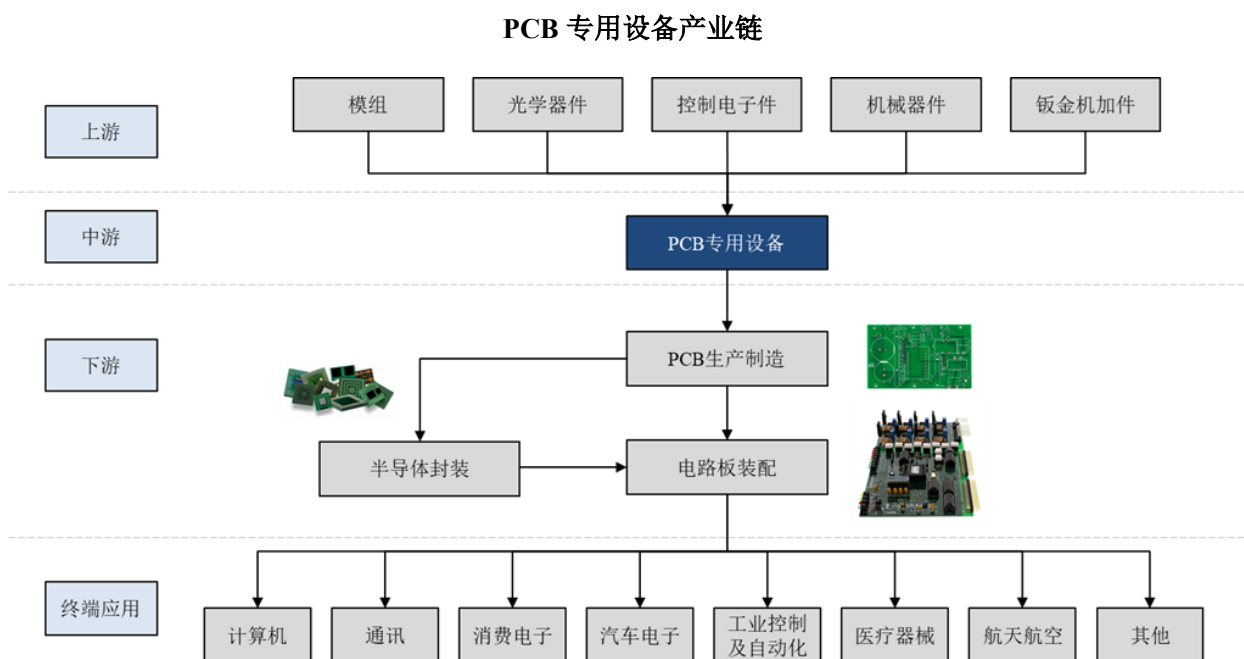 PCB 专用设备产业链
上游
模组
光学器件
控制电子件
机械器件
钣金机加件
中游
PCB专用设备
下游
PCB生产制造
半导体封装
电路板装配
终端应用
计算机
通讯
消费电子
汽车电子
工业控制
及自动化
医疗器械
航天航空
其他